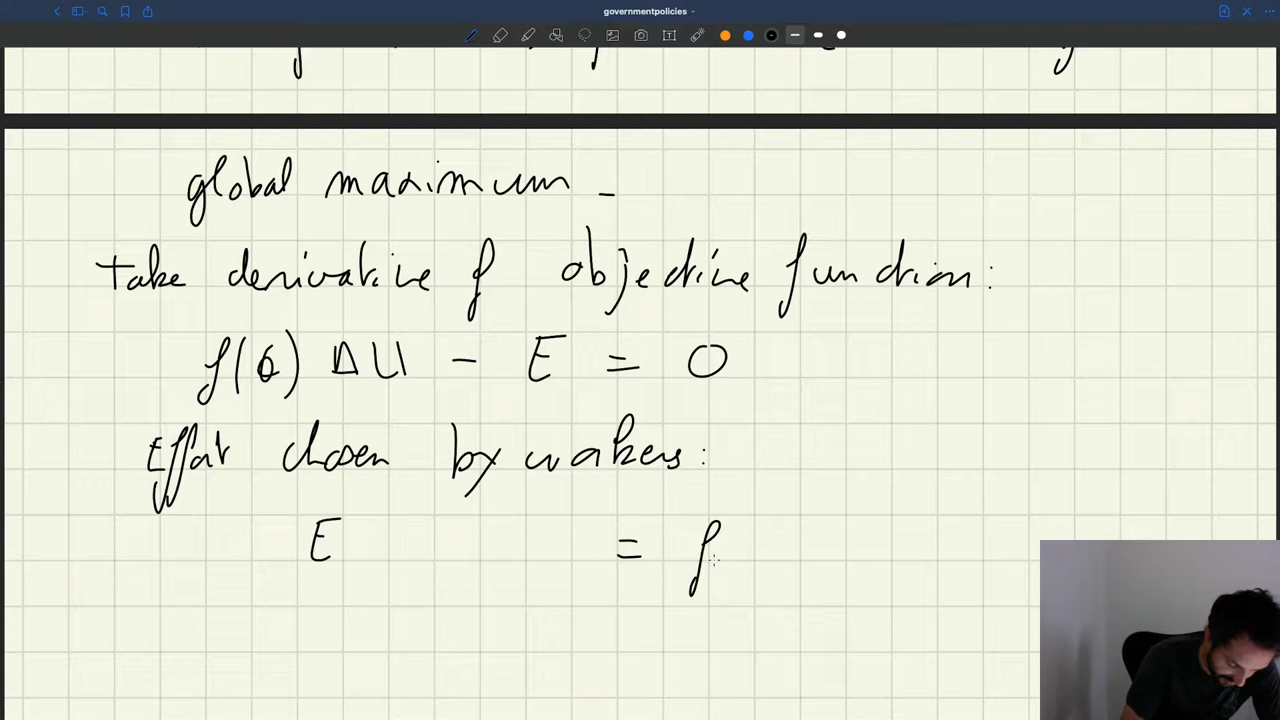 governmentpolicies
global maximum -
take derivative of objective function:
f(θ) ΔU - E = 0
Effort chosen by workers:
E = f